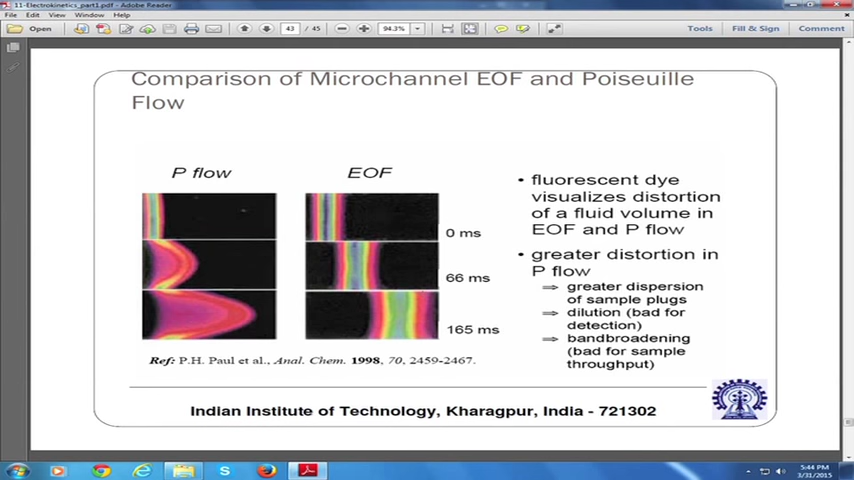 11-Electrokinetics_part1.pdf - Adobe Reader
File Edit View Window Help
Open 43 / 45 94.3% Tools Fill & Sign Comment
Comparison of Microchannel EOF and Poiseuille
Flow
P flow EOF
0 ms
66 ms
165 ms
• fluorescent dye
visualizes distortion
of a fluid volume in
EOF and P flow
• greater distortion in
P flow
⇒ greater dispersion
of sample plugs
⇒ dilution (bad for
detection)
⇒ bandbroadening
(bad for sample
throughput)
Ref: P.H. Paul et al., Anal. Chem. 1998, 70, 2459-2467.
Indian Institute of Technology, Kharagpur, India - 721302
5:44 PM
3/31/2015